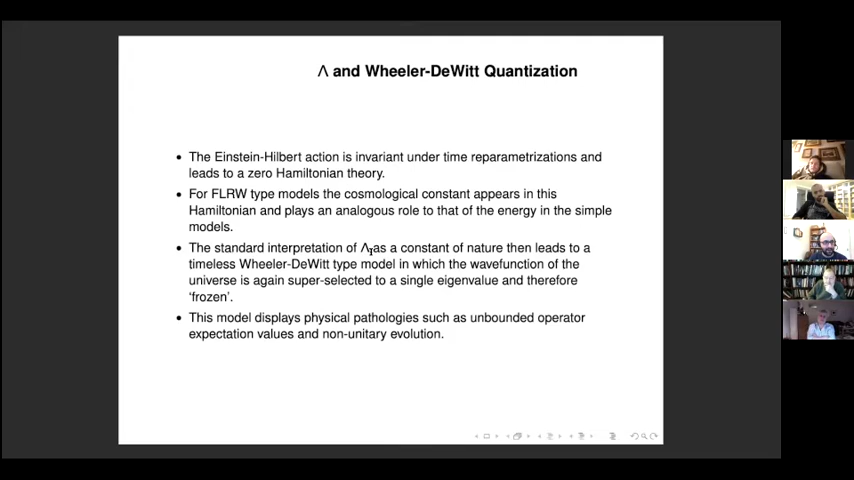 Λ and Wheeler-DeWitt Quantization
• The Einstein-Hilbert action is invariant under time reparametrizations and
leads to a zero Hamiltonian theory.
• For FLRW type models the cosmological constant appears in this
Hamiltonian and plays an analogous role to that of the energy in the simple
models.
• The standard interpretation of Λ as a constant of nature then leads to a
timeless Wheeler-DeWitt type model in which the wavefunction of the
universe is again super-selected to a single eigenvalue and therefore
‘frozen’.
• This model displays physical pathologies such as unbounded operator
expectation values and non-unitary evolution.